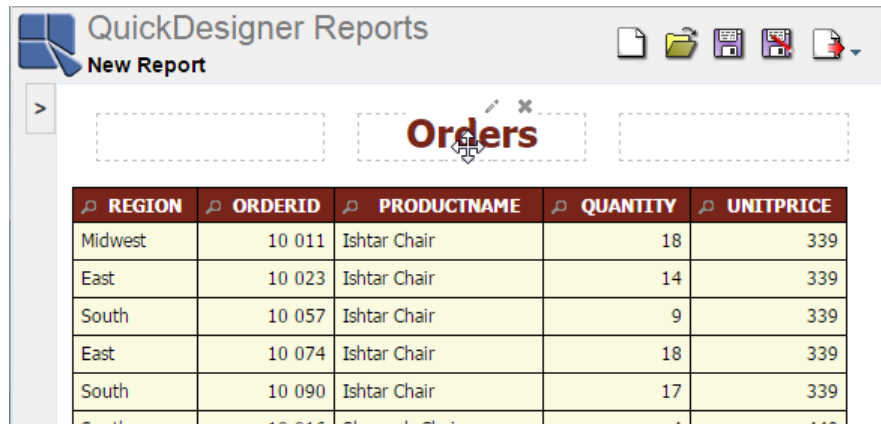 QuickDesigner Reports
New Report
>
Orders
REGION ORDERID PRODUCTNAME QUANTITY UNITPRICE
Midwest 10 011 Ishtar Chair 18 339
East 10 023 Ishtar Chair 14 339
South 10 057 Ishtar Chair 9 339
East 10 074 Ishtar Chair 18 339
South 10 090 Ishtar Chair 17 339